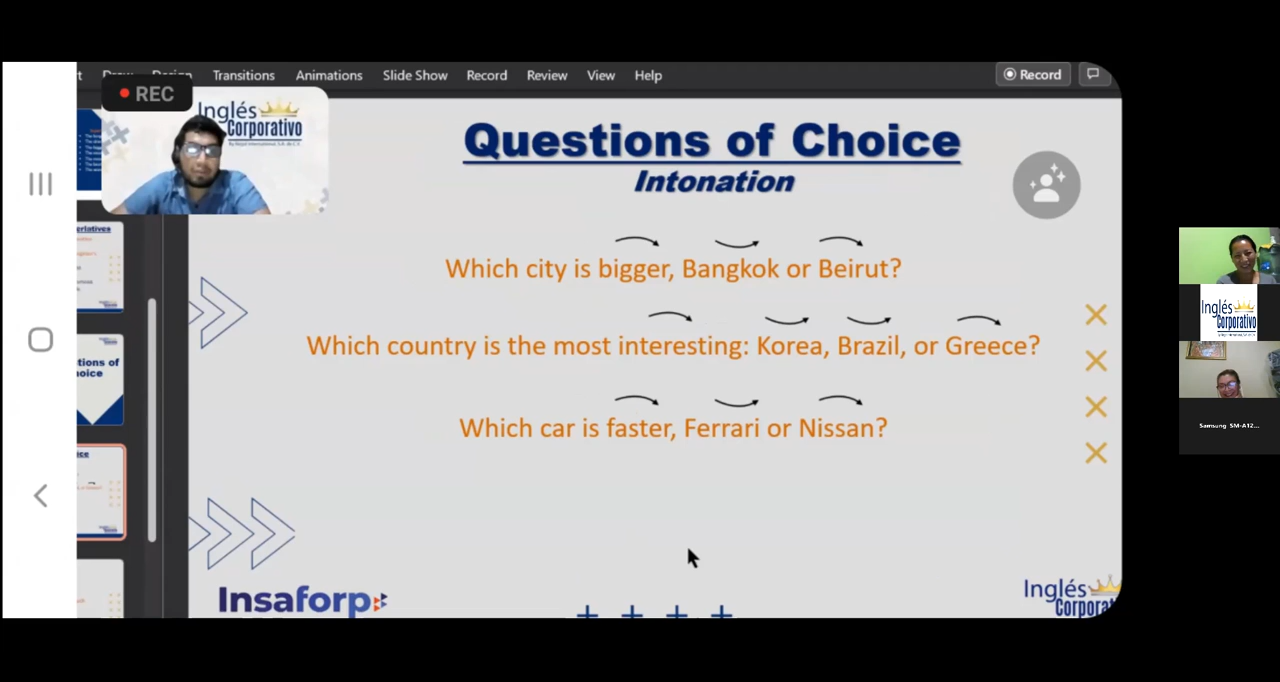 Transitions Animations Slide Show Record Review View Help
Record
REC
Inglés
Corporativo
Questions of Choice
Intonation
Which city is bigger, Bangkok or Beirut?
Which country is the most interesting: Korea, Brazil, or Greece?
Which car is faster, Ferrari or Nissan?
Insaforp
Inglés
Corporat
Inglés
Corporativo
Samsung SM-A12...